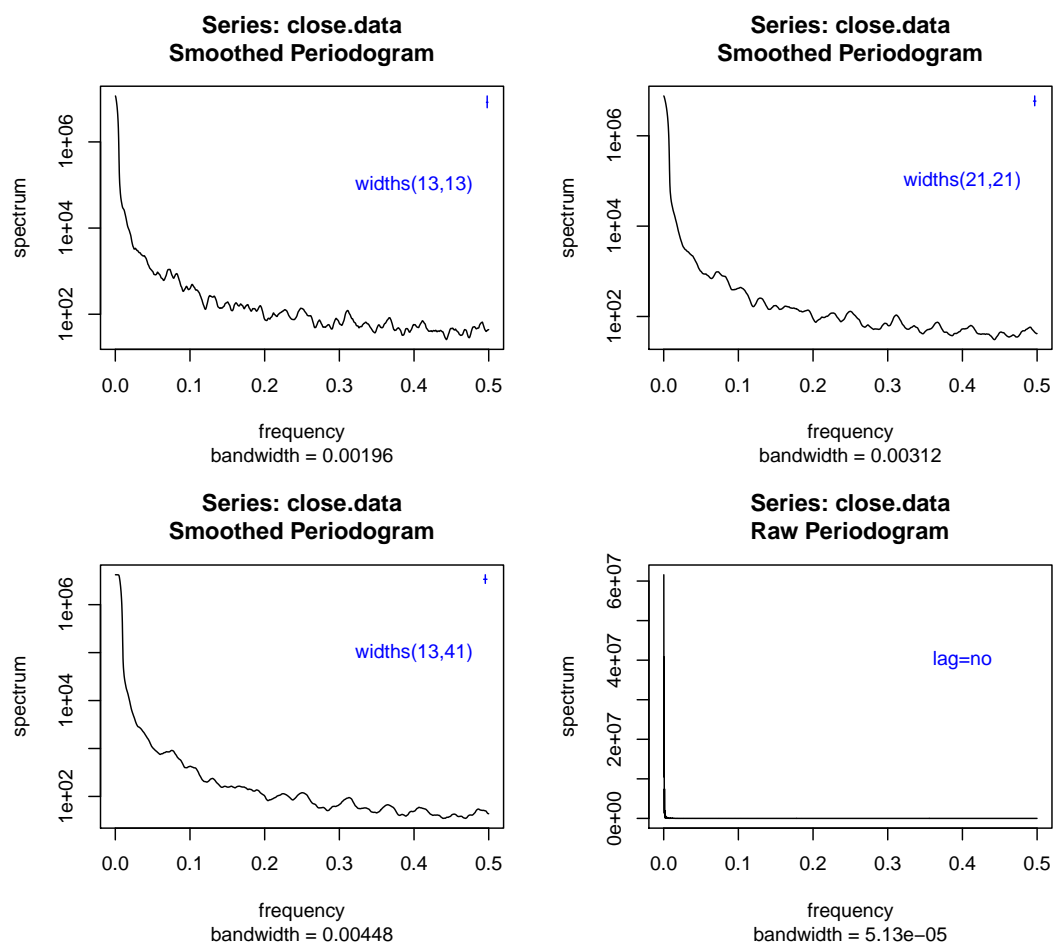 Series: close.data
Smoothed Periodogram
1e+06
1e+04
1e+02
spectrum
widths(13,13)
0.0 0.1 0.2 0.3 0.4 0.5
frequency
bandwidth = 0.00196
Series: close.data
Smoothed Periodogram
1e+06
1e+04
1e+02
spectrum
widths(21,21)
0.0 0.1 0.2 0.3 0.4 0.5
frequency
bandwidth = 0.00312
Series: close.data
Smoothed Periodogram
1e+06
1e+04
1e+02
spectrum
widths(13,41)
0.0 0.1 0.2 0.3 0.4 0.5
frequency
bandwidth = 0.00448
Series: close.data
Raw Periodogram
6e+07
4e+07
2e+07
0e+00
spectrum
lag=no
0.0 0.1 0.2 0.3 0.4 0.5
frequency
bandwidth = 5.13e−05